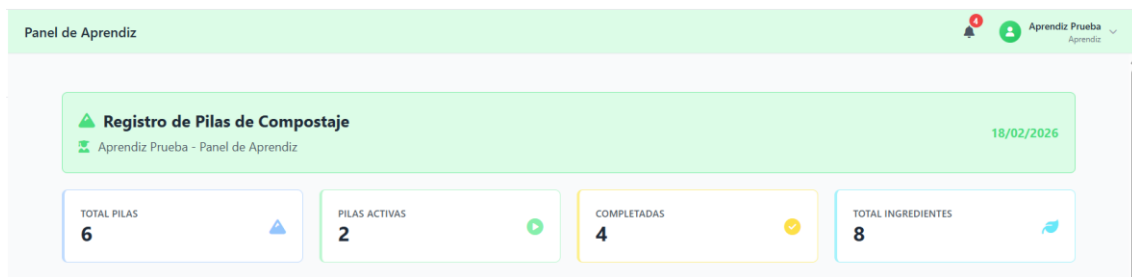 Panel de Aprendiz
4
Aprendiz Prueba
Aprendiz
Registro de Pilas de Compostaje
Aprendiz Prueba - Panel de Aprendiz
18/02/2026
TOTAL PILAS
6
PILAS ACTIVAS
2
COMPLETADAS
4
TOTAL INGREDIENTES
8